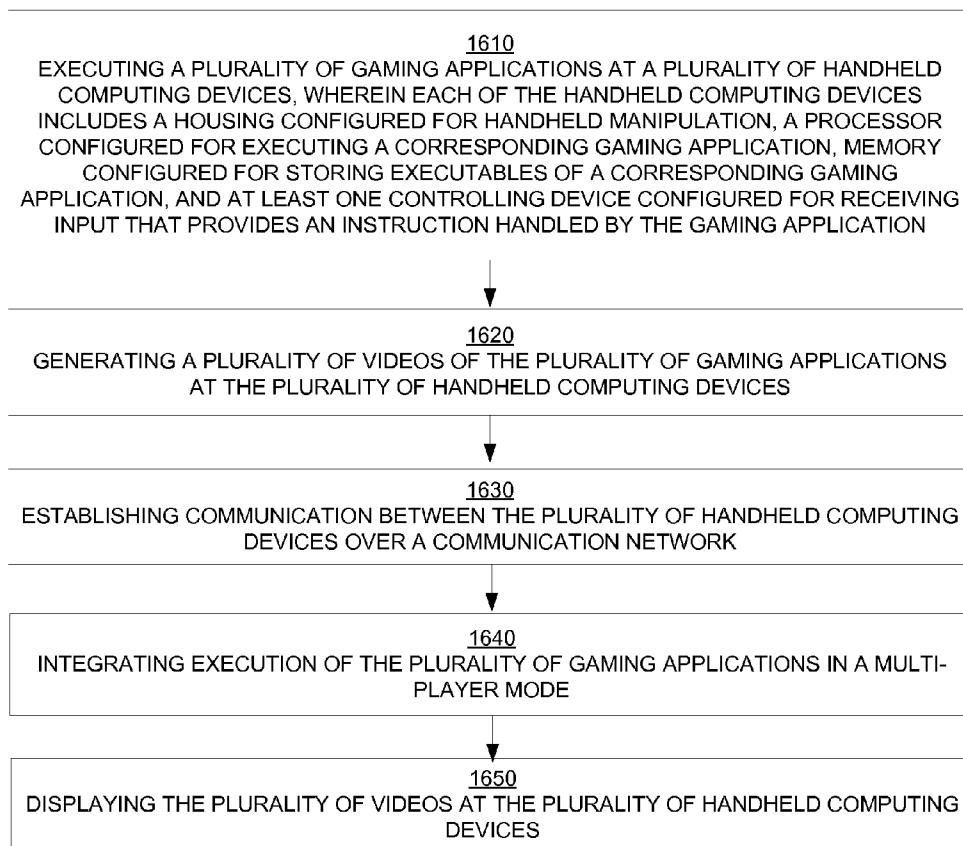 1610
EXECUTING A PLURALITY OF GAMING APPLICATIONS AT A PLURALITY OF HANDHELD
COMPUTING DEVICES, WHEREIN EACH OF THE HANDHELD COMPUTING DEVICES
INCLUDES A HOUSING CONFIGURED FOR HANDHELD MANIPULATION, A PROCESSOR
CONFIGURED FOR EXECUTING A CORRESPONDING GAMING APPLICATION, MEMORY
CONFIGURED FOR STORING EXECUTABLES OF A CORRESPONDING GAMING
APPLICATION, AND AT LEAST ONE CONTROLLING DEVICE CONFIGURED FOR RECEIVING
INPUT THAT PROVIDES AN INSTRUCTION HANDLED BY THE GAMING APPLICATION
1620
GENERATING A PLURALITY OF VIDEOS OF THE PLURALITY OF GAMING APPLICATIONS
AT THE PLURALITY OF HANDHELD COMPUTING DEVICES
1630
ESTABLISHING COMMUNICATION BETWEEN THE PLURALITY OF HANDHELD COMPUTING
DEVICES OVER A COMMUNICATION NETWORK
1640
INTEGRATING EXECUTION OF THE PLURALITY OF GAMING APPLICATIONS IN A MULTI-
PLAYER MODE
1650
DISPLAYING THE PLURALITY OF VIDEOS AT THE PLURALITY OF HANDHELD COMPUTING
DEVICES